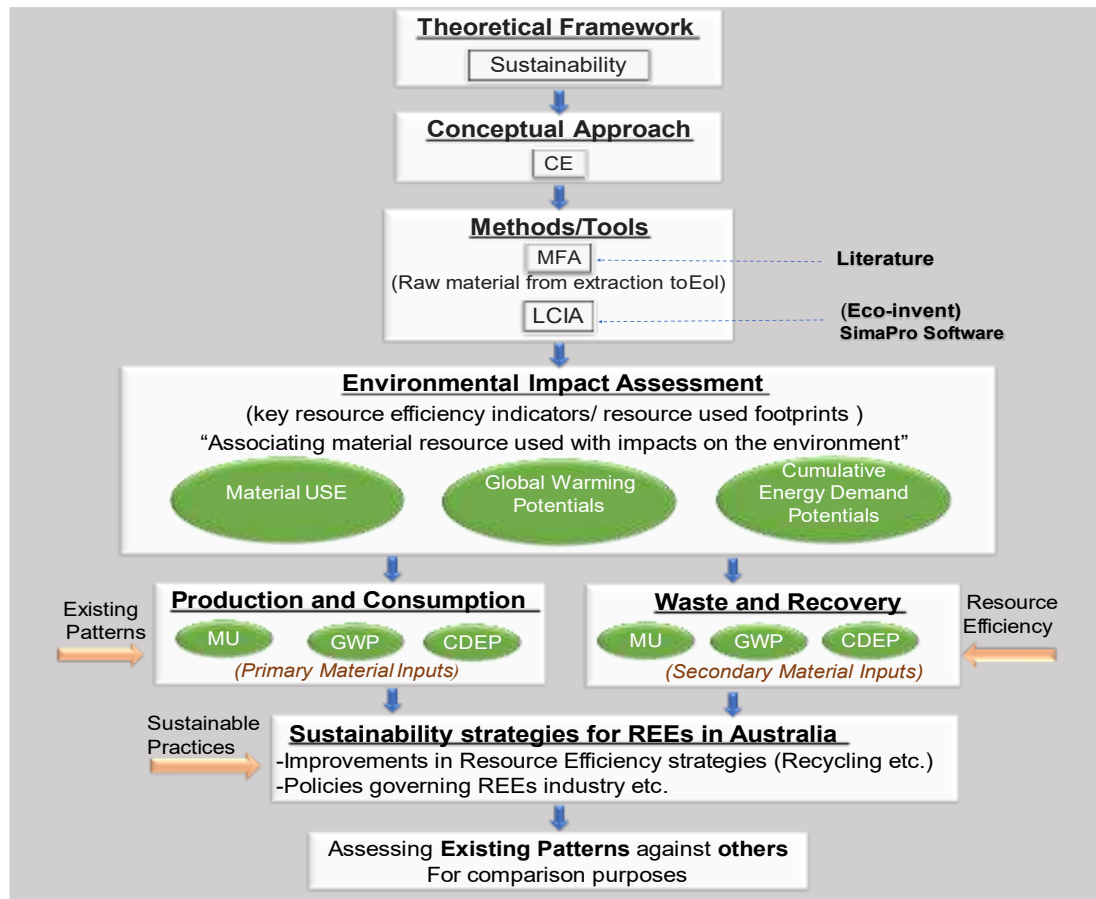 Theoretical Framework
Sustainability
Conceptual Approach
CE
Methods/Tools
MFA
Literature
(Raw material from extraction toEol)
LCIA
(Eco-invent)
SimaPro Software
Environmental Impact Assessment
(key resource efficiency indicators/ resource used footprints )
“Associating material resource used with impacts on the environment”
Material USE
Global Warming
Potentials
Cumulative
Energy Demand
Potentials
Existing
Patterns
Production and Consumption
MU
GWP
CDEP
(Primary Material Inputs)
Waste and Recovery
MU
GWP
CDEP
(Secondary Material Inputs)
Resource
Efficiency
Sustainable
Practices
Sustainability strategies for REEs in Australia
-Improvements in Resource Efficiency strategies (Recycling etc.)
-Policies governing REEs industry etc.
Assessing Existing Patterns against others
For comparison purposes